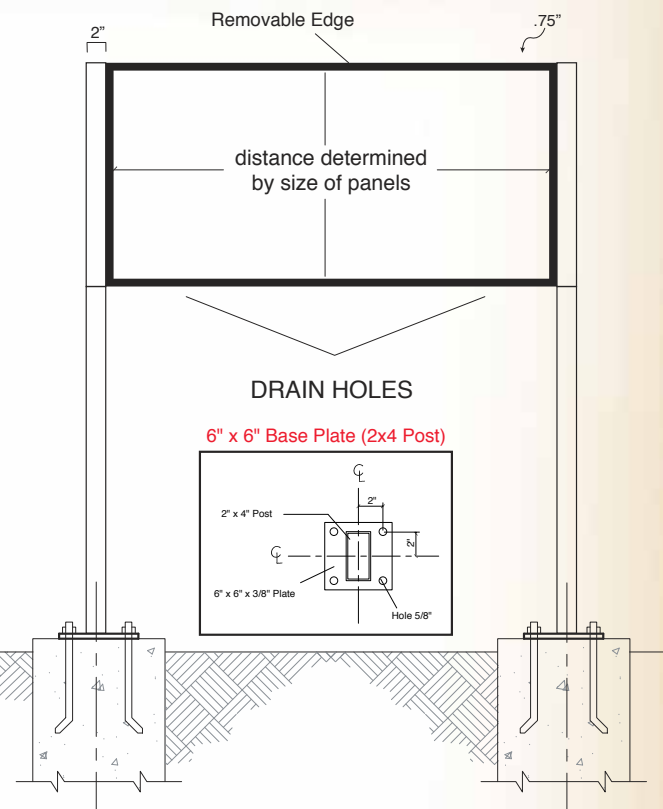 Removable Edge
.75”
2”
distance determined
by size of panels
DRAIN HOLES
6" x 6" Base Plate (2x4 Post)
℄
2"
2" x 4" Post
℄
2"
6" x 6" x 3/8" Plate
Hole 5/8"